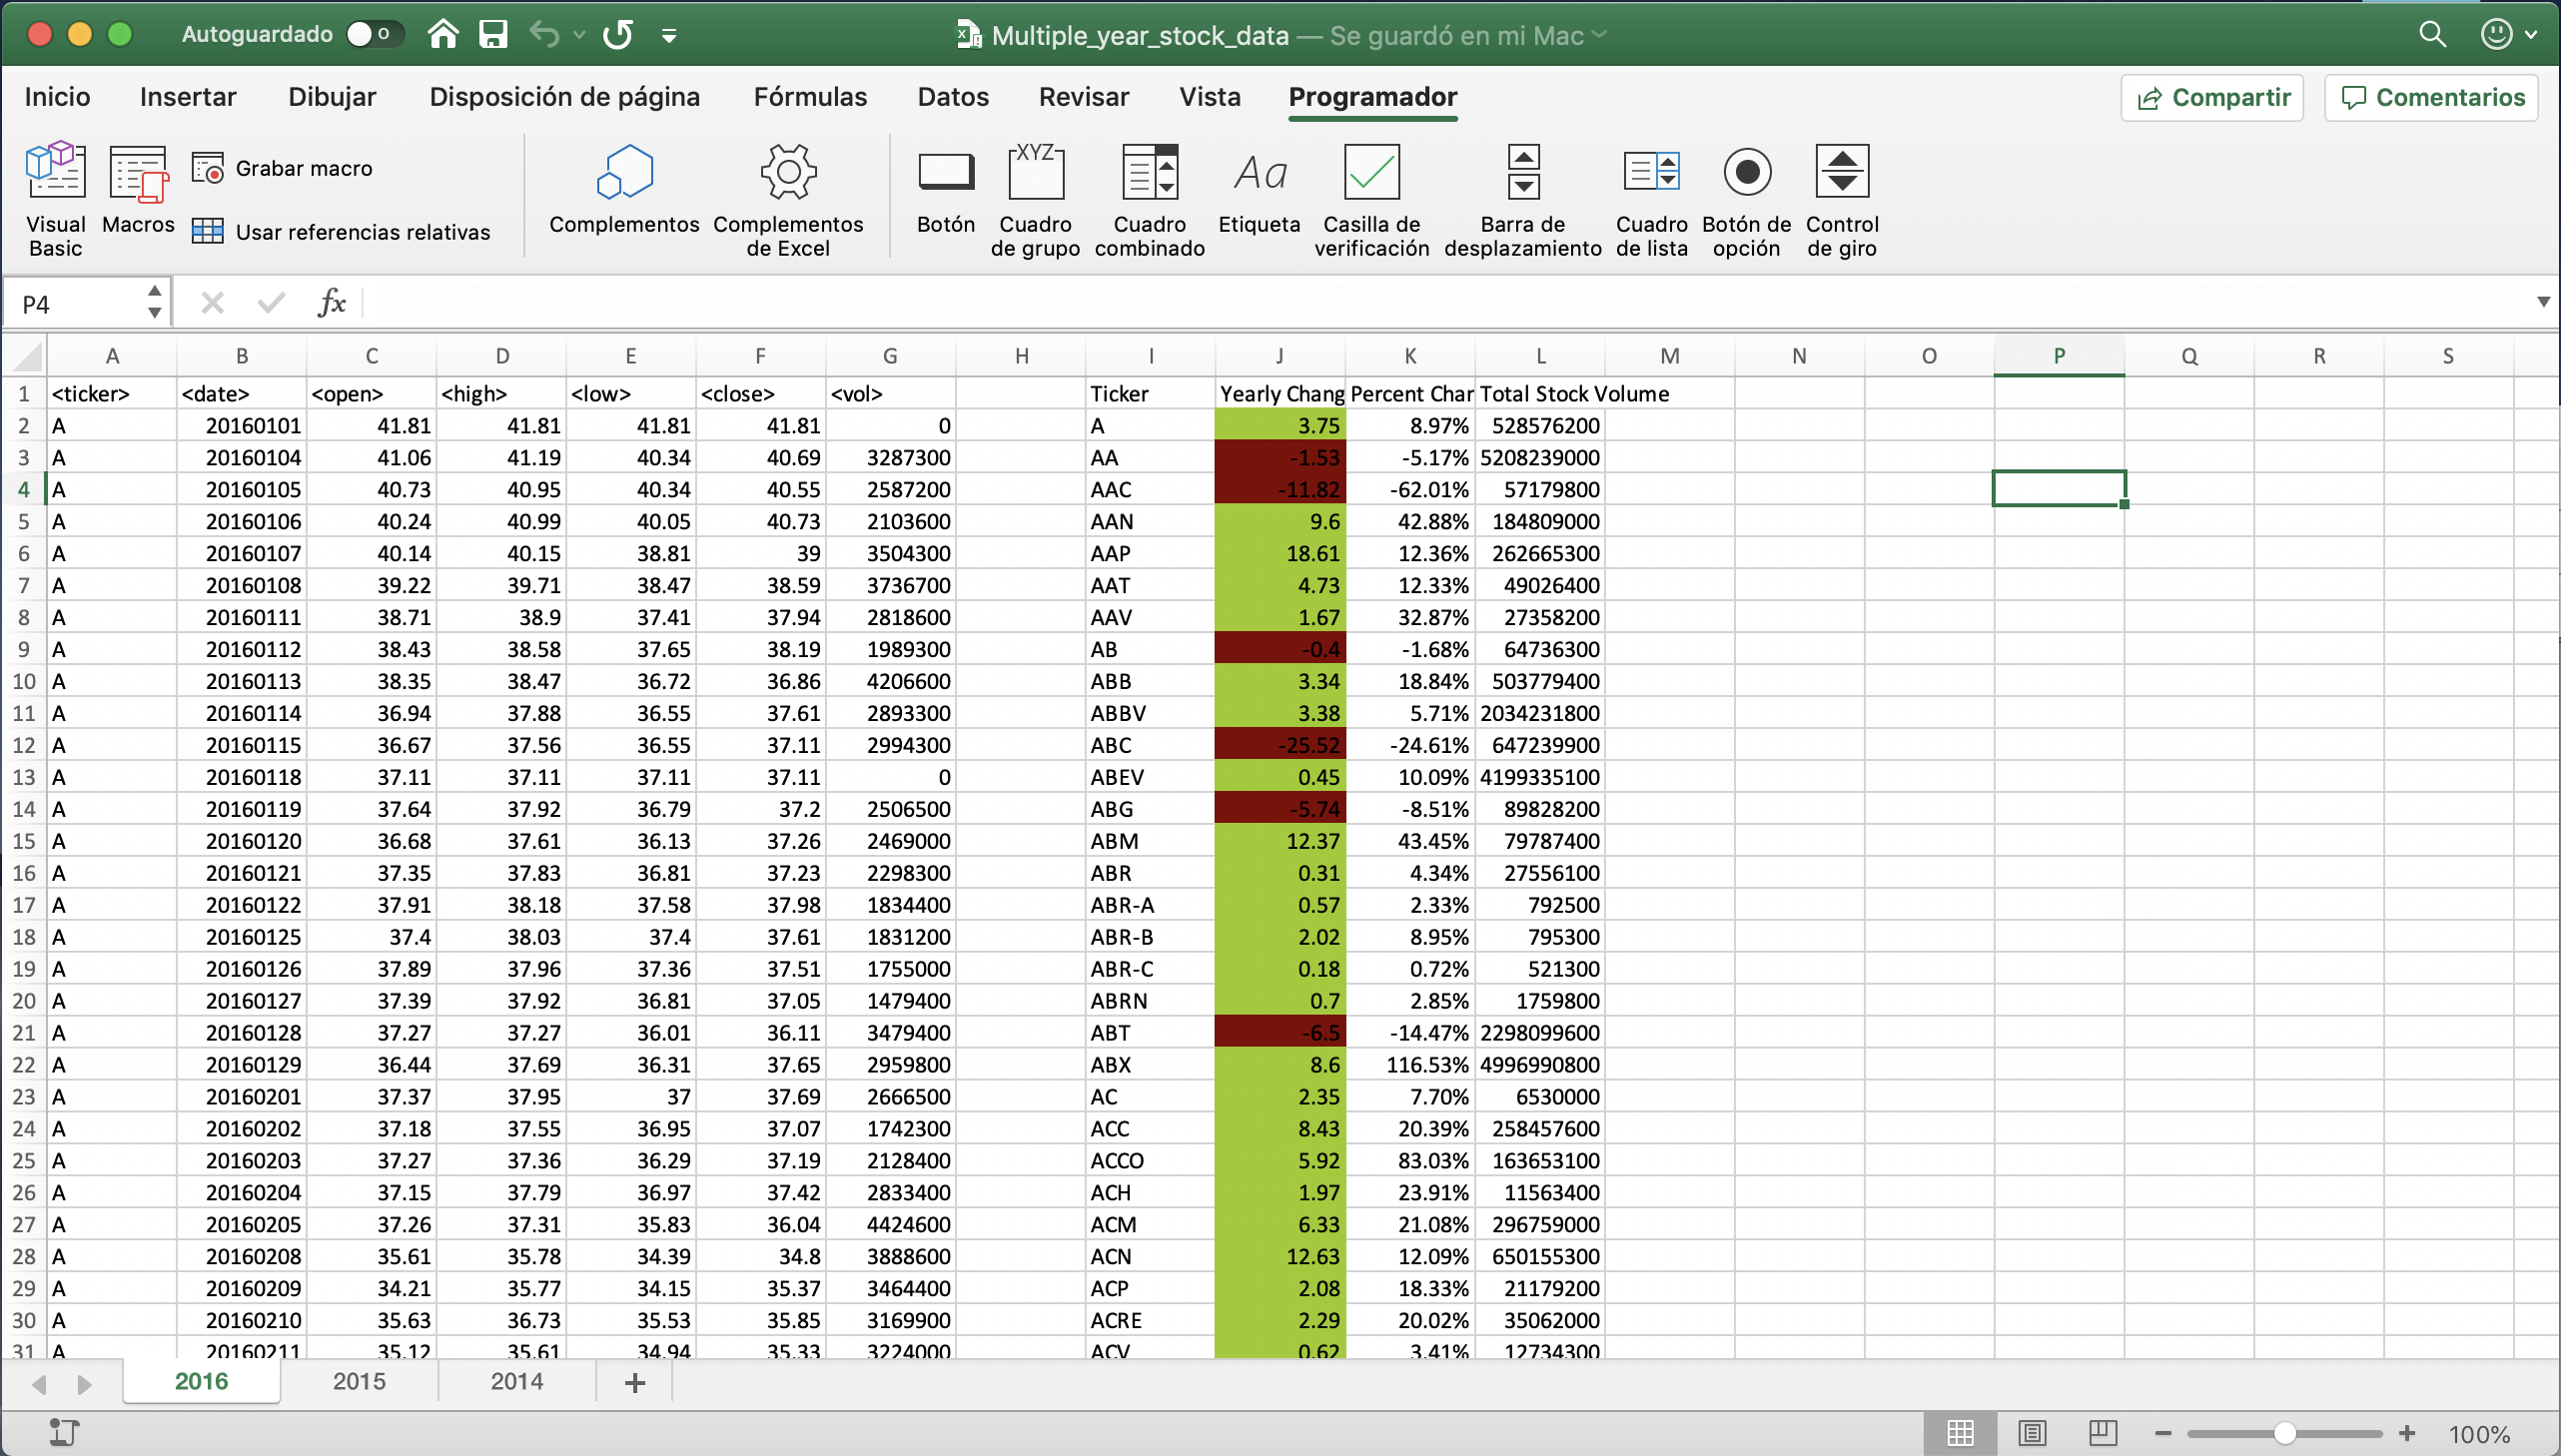 Autoguardado
Multiple_year_stock_data — Se guardó en mi Mac
Inicio Insertar Dibujar Disposición de página Fórmulas Datos Revisar Vista Programador Compartir Comentarios
Visual Basic Macros Grabar macro Usar referencias relativas Complementos Complementos de Excel Botón XYZ Cuadro de grupo Cuadro combinado Aa Etiqueta Casilla de verificación Barra de desplazamiento Cuadro de lista Botón de opción Control de giro
P4 fx
A B C D E F G H I J K L M N O P Q R S
1 <ticker> <date> <open> <high> <low> <close> <vol> Ticker Yearly Chang Percent Char Total Stock Volume
2 A 20160101 41.81 41.81 41.81 41.81 0 A 3.75 8.97% 528576200
3 A 20160104 41.06 41.19 40.34 40.69 3287300 AA -1.53 -5.17% 5208239000
4 A 20160105 40.73 40.95 40.34 40.55 2587200 AAC -11.82 -62.01% 57179800
5 A 20160106 40.24 40.99 40.05 40.73 2103600 AAN 9.6 42.88% 184809000
6 A 20160107 40.14 40.15 38.81 39 3504300 AAP 18.61 12.36% 262665300
7 A 20160108 39.22 39.71 38.47 38.59 3736700 AAT 4.73 12.33% 49026400
8 A 20160111 38.71 38.9 37.41 37.94 2818600 AAV 1.67 32.87% 27358200
9 A 20160112 38.43 38.58 37.65 38.19 1989300 AB -0.4 -1.68% 64736300
10 A 20160113 38.35 38.47 36.72 36.86 4206600 ABB 3.34 18.84% 503779400
11 A 20160114 36.94 37.88 36.55 37.61 2893300 ABBV 3.38 5.71% 2034231800
12 A 20160115 36.67 37.56 36.55 37.11 2994300 ABC -25.52 -24.61% 647239900
13 A 20160118 37.11 37.11 37.11 37.11 0 ABEV 0.45 10.09% 4199335100
14 A 20160119 37.64 37.92 36.79 37.2 2506500 ABG -5.74 -8.51% 89828200
15 A 20160120 36.68 37.61 36.13 37.26 2469000 ABM 12.37 43.45% 79787400
16 A 20160121 37.35 37.83 36.81 37.23 2298300 ABR 0.31 4.34% 27556100
17 A 20160122 37.91 38.18 37.58 37.98 1834400 ABR-A 0.57 2.33% 792500
18 A 20160125 37.4 38.03 37.4 37.61 1831200 ABR-B 2.02 8.95% 795300
19 A 20160126 37.89 37.96 37.36 37.51 1755000 ABR-C 0.18 0.72% 521300
20 A 20160127 37.39 37.92 36.81 37.05 1479400 ABRN 0.7 2.85% 1759800
21 A 20160128 37.27 37.27 36.01 36.11 3479400 ABT -6.5 -14.47% 2298099600
22 A 20160129 36.44 37.69 36.31 37.65 2959800 ABX 8.6 116.53% 4996990800
23 A 20160201 37.37 37.95 37 37.69 2666500 AC 2.35 7.70% 6530000
24 A 20160202 37.18 37.55 36.95 37.07 1742300 ACC 8.43 20.39% 258457600
25 A 20160203 37.27 37.36 36.29 37.19 2128400 ACCO 5.92 83.03% 163653100
26 A 20160204 37.15 37.79 36.97 37.42 2833400 ACH 1.97 23.91% 11563400
27 A 20160205 37.26 37.31 35.83 36.04 4424600 ACM 6.33 21.08% 296759000
28 A 20160208 35.61 35.78 34.39 34.8 3888600 ACN 12.63 12.09% 650155300
29 A 20160209 34.21 35.77 34.15 35.37 3464400 ACP 2.08 18.33% 21179200
30 A 20160210 35.63 36.73 35.53 35.85 3169900 ACRE 2.29 20.02% 35062000
31 A 20160211 35.12 35.61 34.94 35.33 3224000 ACV 0.62 3.41% 12734300
2016 2015 2014 +
100%